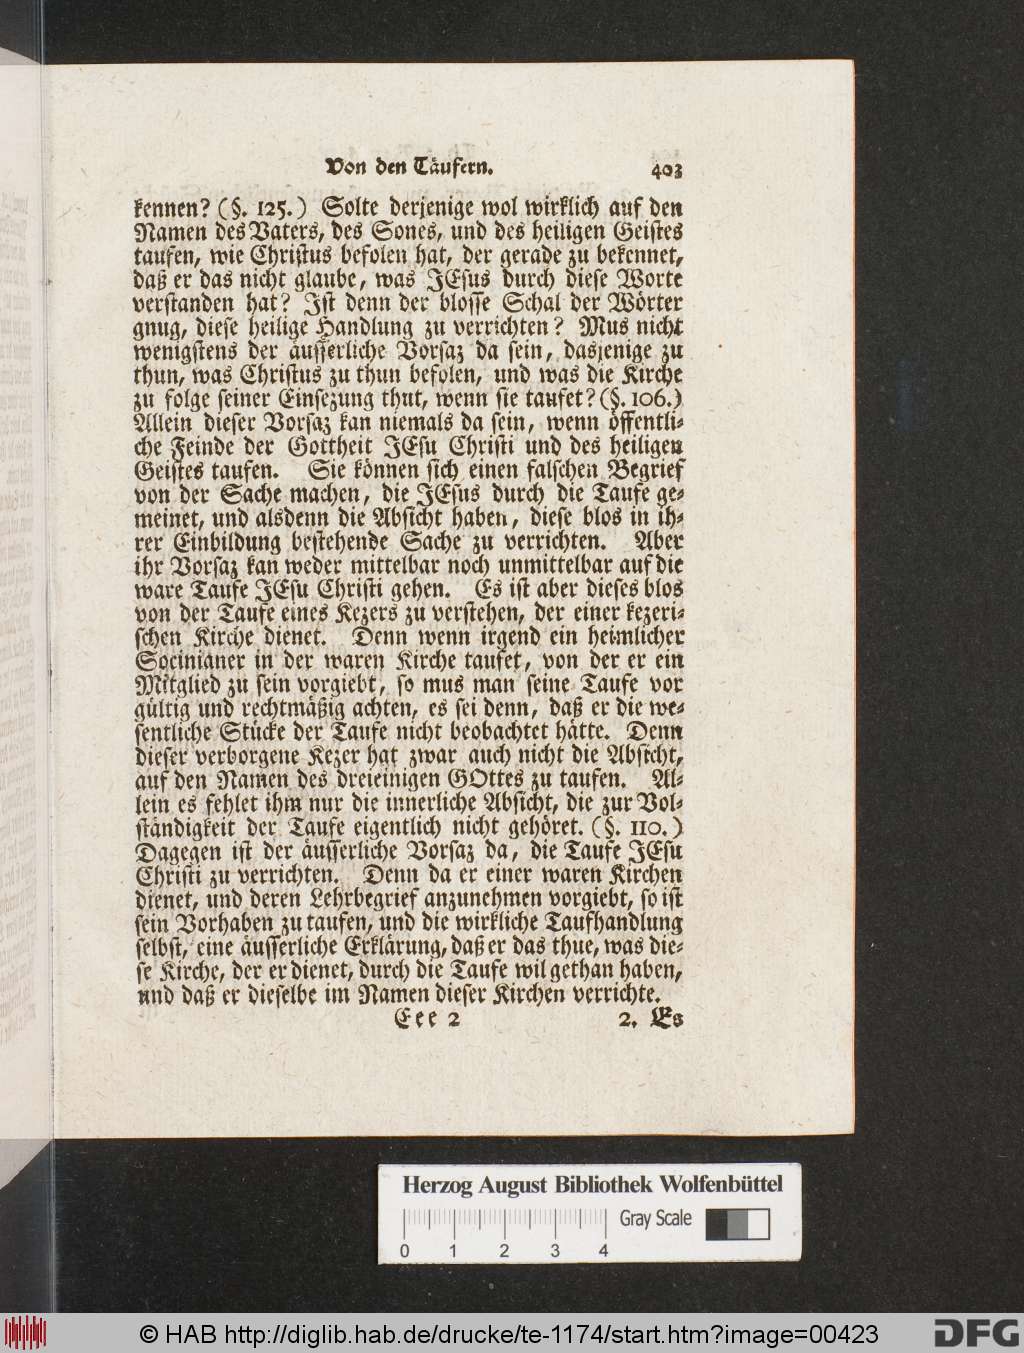 Von den Täufern. 403
kennen? (§. 125.) Solte derjenige wol wirklich auf den
Namen des Vaters, des Sones, und des heiligen Geistes
taufen, wie Christus befolen hat, der gerade zu bekennet,
daß er das nicht glaube, was JEsus durch diese Worte
verstanden hat? Ist denn der blosse Schal der Wörter
gnug, diese heilige Handlung zu verrichten? Mus nicht
wenigstens der äusserliche Vorsaz da sein, dasjenige zu
thun, was Christus zu thun befolen, und was die Kirche
zu folge seiner Einsezung thut, wenn sie taufet? (§. 106.)
Allein dieser Vorsaz kan niemals da sein, wenn öffentli-
che Feinde der Gottheit JEsu Christi und des heiligen
Geistes taufen. Sie können sich einen falschen Begrief
von der Sache machen, die JEsus durch die Taufe ge-
meinet, und alsdenn die Absicht haben, diese blos in ih-
rer Einbildung bestehende Sache zu verrichten. Aber
ihr Vorsaz kan weder mittelbar noch unmittelbar auf die
ware Taufe JEsu Christi gehen. Es ist aber dieses blos
von der Taufe eines Kezers zu verstehen, der einer kezeri-
schen Kirche dienet. Denn wenn irgend ein heimlicher
Socinianer in der waren Kirche taufet, von der er ein
Mitglied zu sein vorgiebt, so mus man seine Taufe vor
gültig und rechtmäßig achten, es sei denn, daß er die we-
sentliche Stücke der Taufe nicht beobachtet hätte. Denn
dieser verborgene Kezer hat zwar auch nicht die Absicht,
auf den Namen des dreieinigen GOttes zu taufen. Al-
lein es fehlet ihm nur die innerliche Absicht, die zur Vol-
ständigkeit der Taufe eigentlich nicht gehöret. (§. 110.)
Dagegen ist der äusserliche Vorsaz da, die Taufe JEsu
Christi zu verrichten. Denn da er einer waren Kirchen
dienet, und deren Lehrbegrief anzunehmen vorgiebt, so ist
sein Vorhaben zu taufen, und die wirkliche Taufhandlung
selbst, eine äusserliche Erklärung, daß er das thue, was die-
se Kirche, der er dienet, durch die Taufe wil gethan haben,
und daß er dieselbe im Namen dieser Kirchen verrichte.
Eee 2 2. Es
Herzog August Bibliothek Wolfenbüttel
Gray Scale
0 1 2 3 4
© HAB http://diglib.hab.de/drucke/te-1174/start.htm?image=00423
DFG